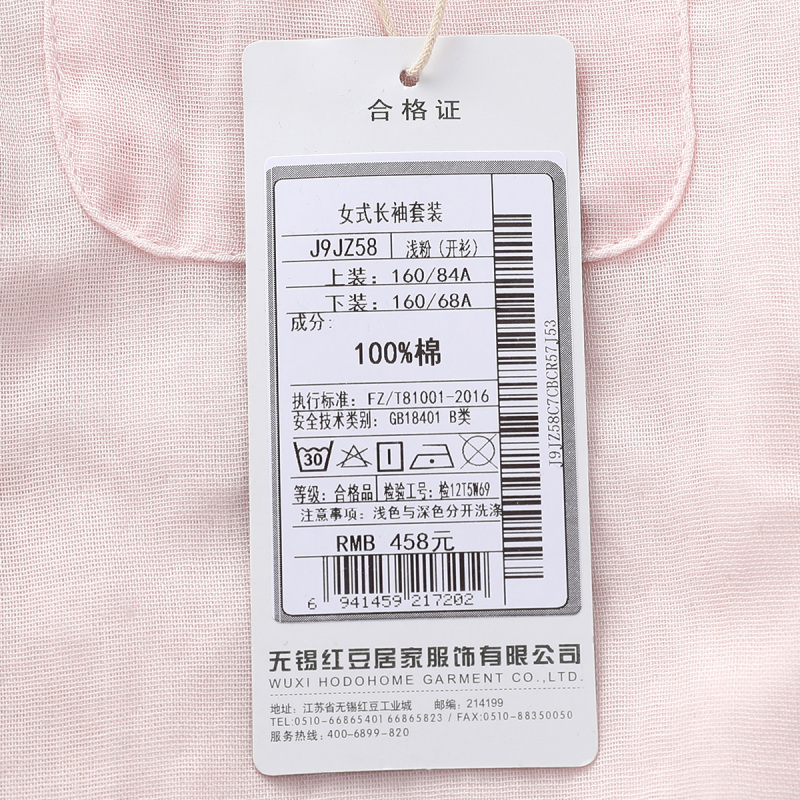 合格证
女式长袖套装
J9JZ58 浅粉（开衫）
上装：160/84A
下装：160/68A
成分：
100%棉
执行标准：FZ/T81001-2016
安全技术类别：GB18401 B类
30
等级：合格品 检验工号：检12T5W69
注意事项：浅色与深色分开洗涤
RMB 458元
6 941459 217202
J9JZ58C7CBCR57J53
无锡红豆居家服饰有限公司
WUXI HODOHOME GARMENT CO.,LTD.
地址：江苏省无锡红豆工业城 邮编：214199
TEL:0510-66865401 66865823 / FAX:0510-88350050
服务热线：400-6899-820